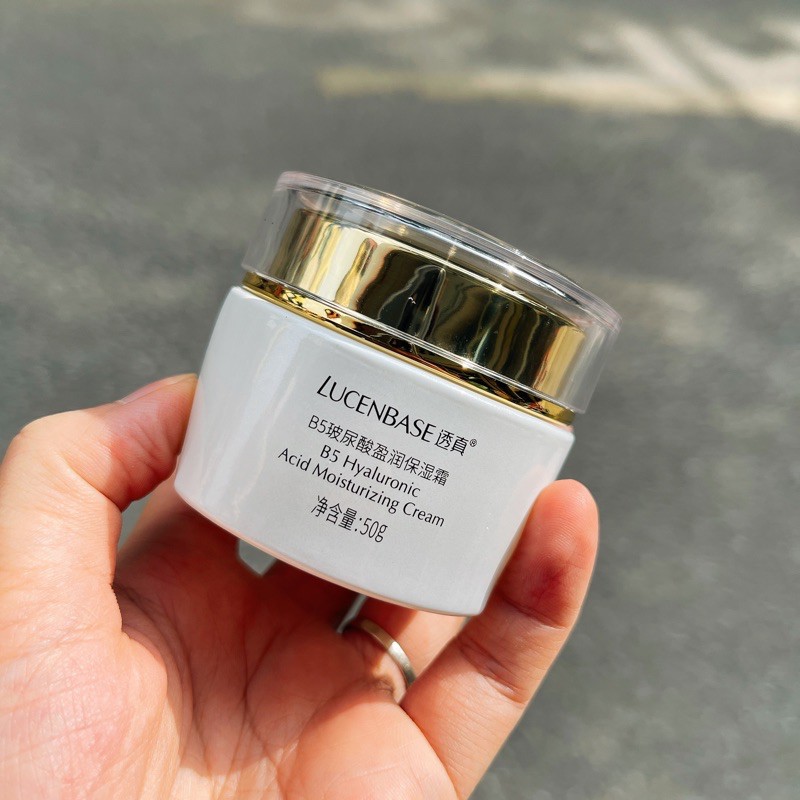 LUCENBASE 透真®
B5玻尿酸盈润保湿霜
B5 Hyaluronic
Acid Moisturizing Cream
净含量:50g